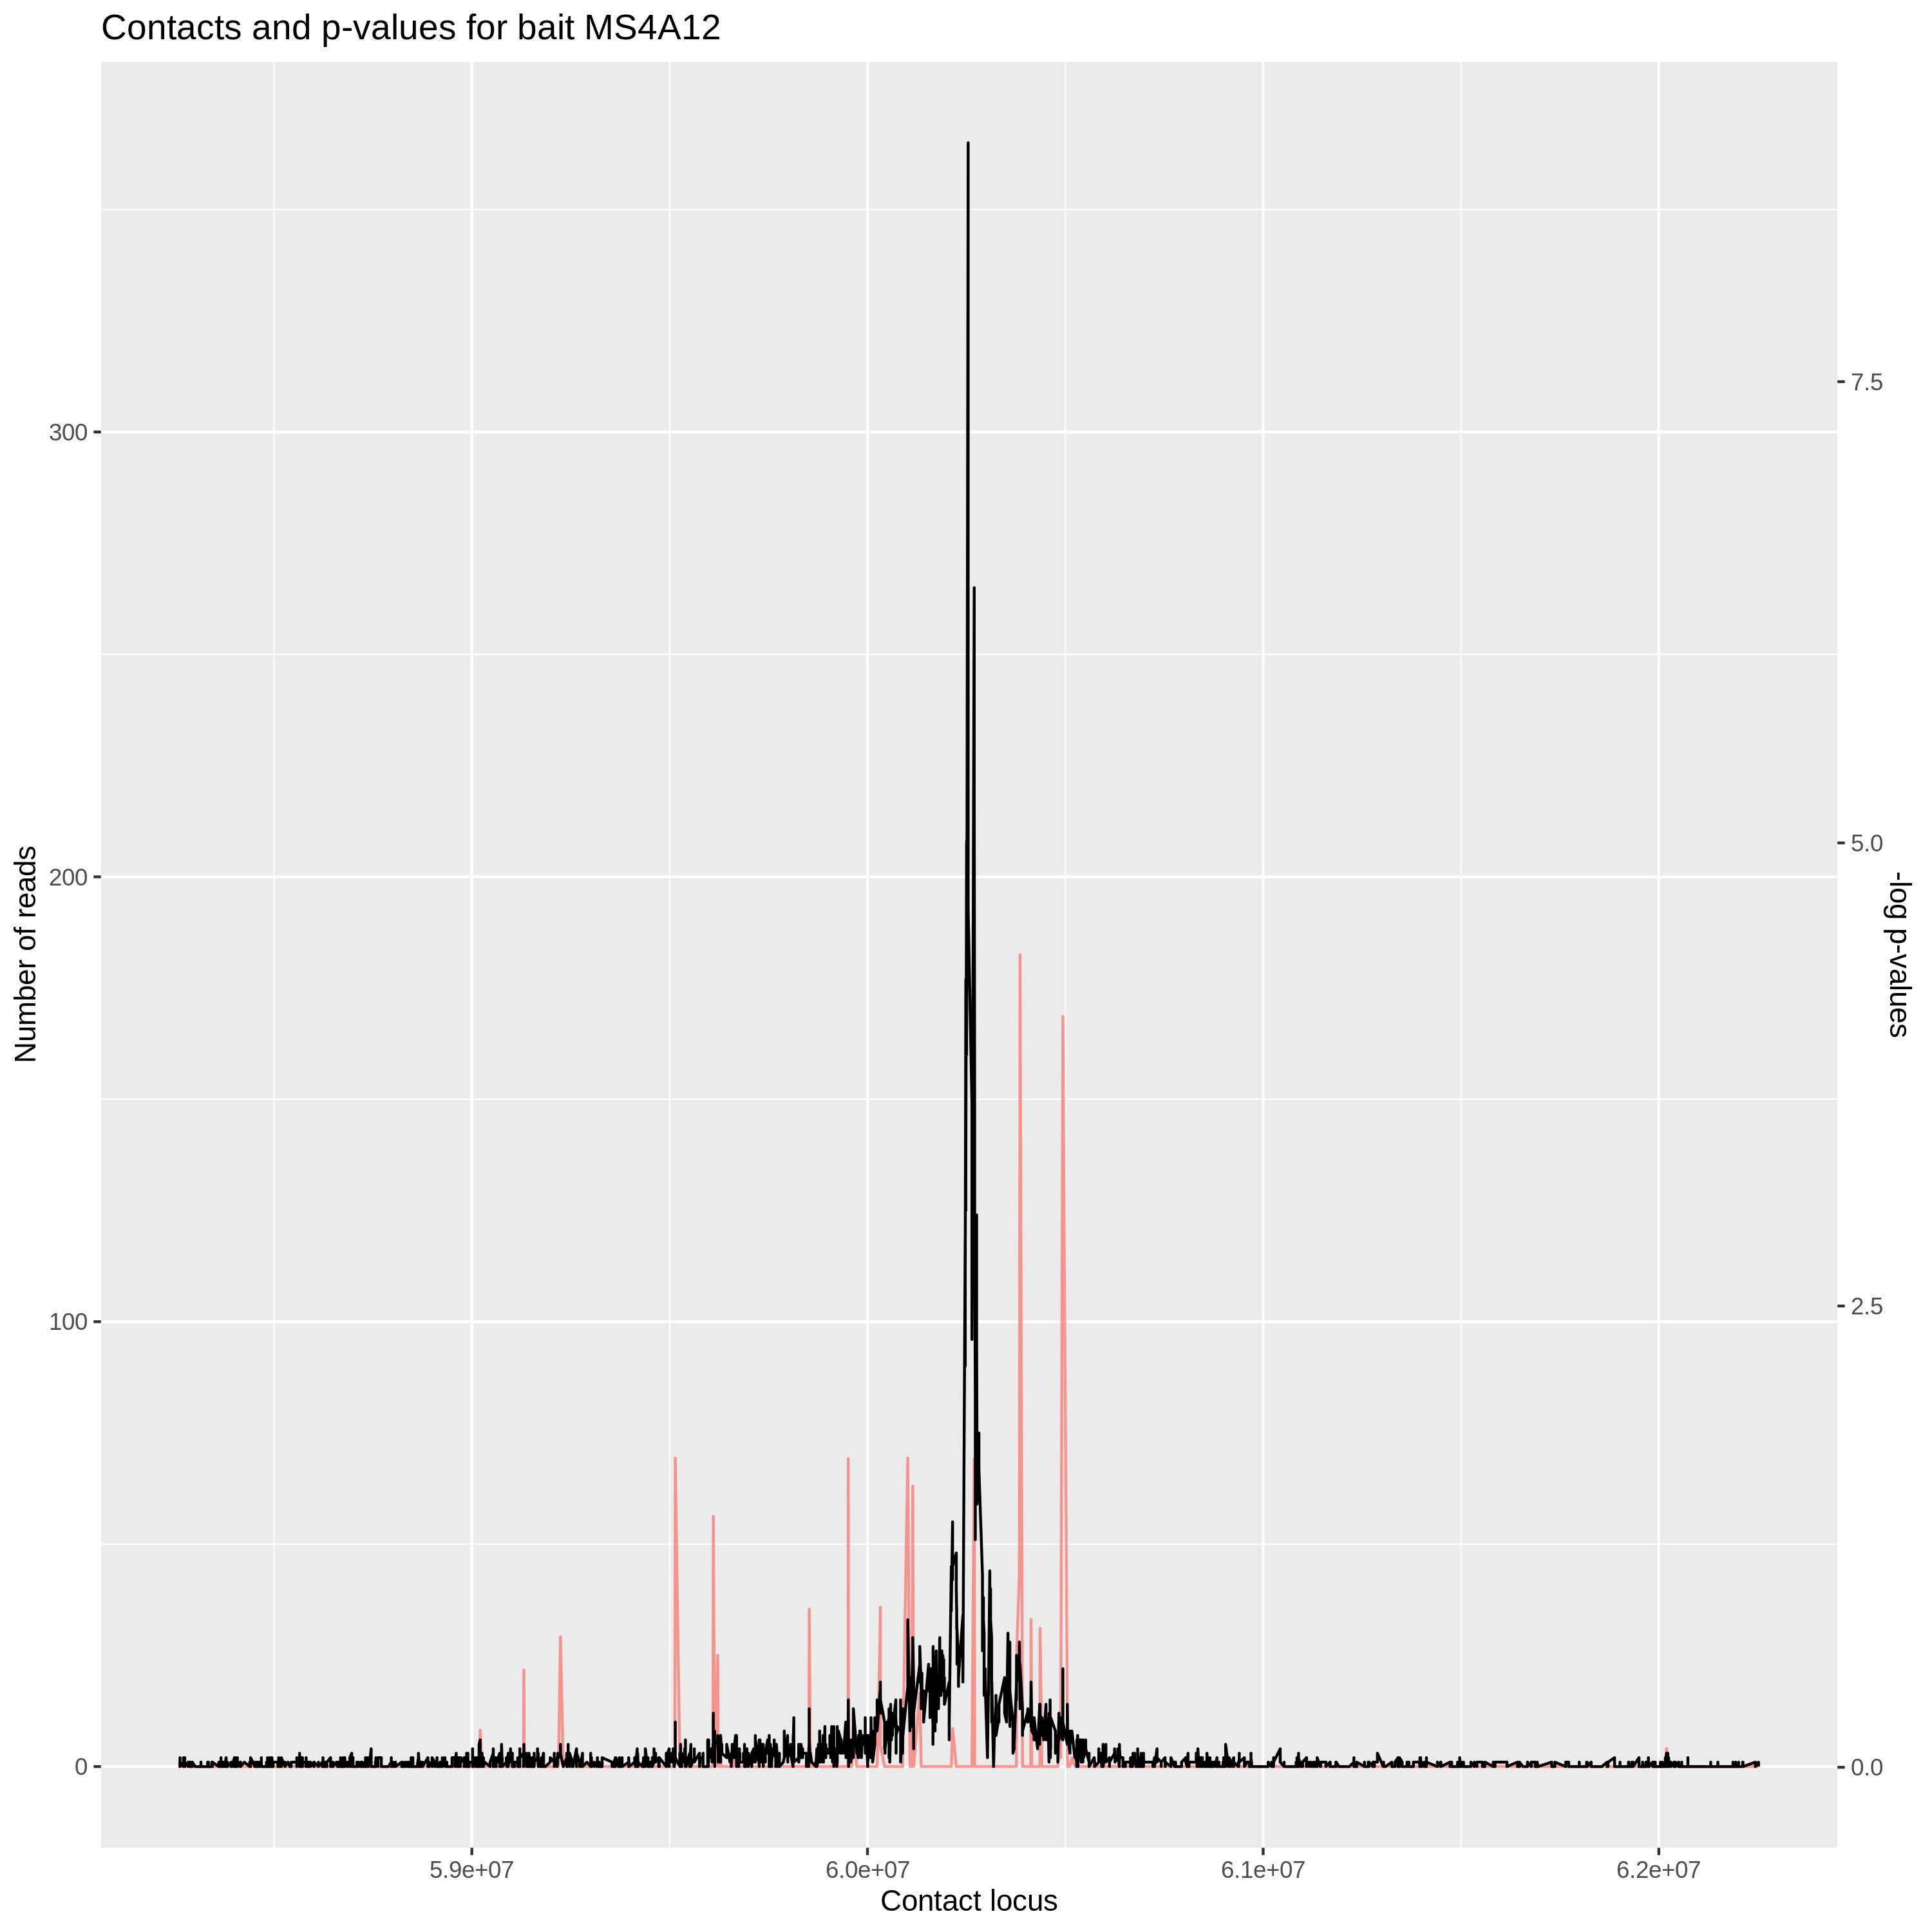 Contacts and p-values for bait MS4A12
Number of reads
300
200
100
0
7.5
5.0
2.5
0.0
-log p-values
5.9e+07 6.0e+07 6.1e+07 6.2e+07
Contact locus